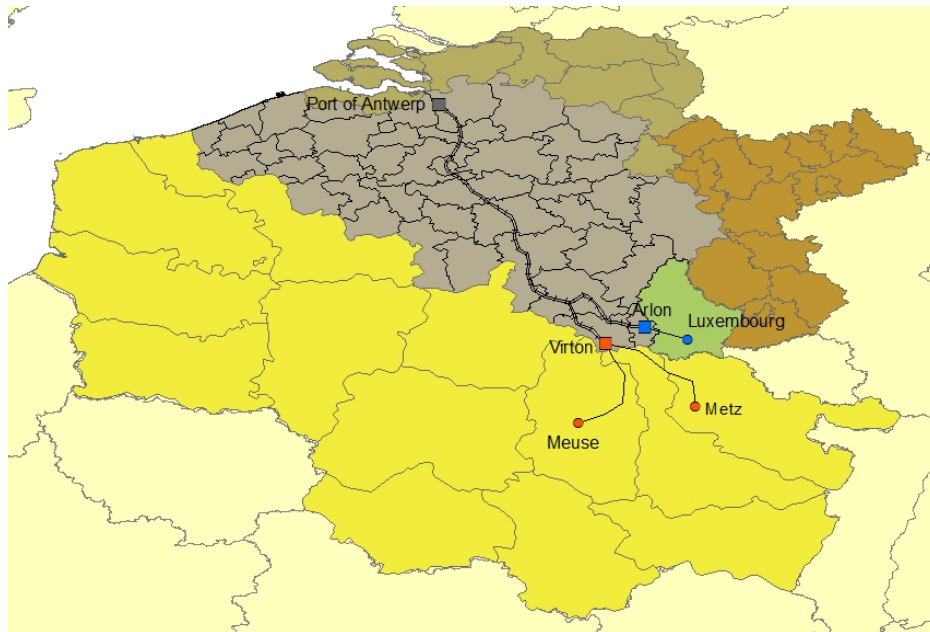 Port of Antwerp
Arlon
Luxembourg
Virton
Metz
Meuse